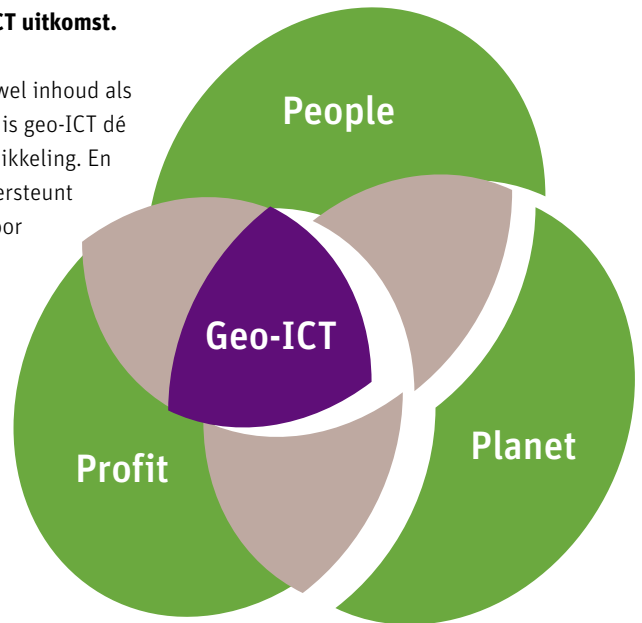 CT uitkomst.
wel inhoud als
is geo-ICT dé
ikkeling. En
ersteunt
oor
People
Geo-ICT
Profit
Planet